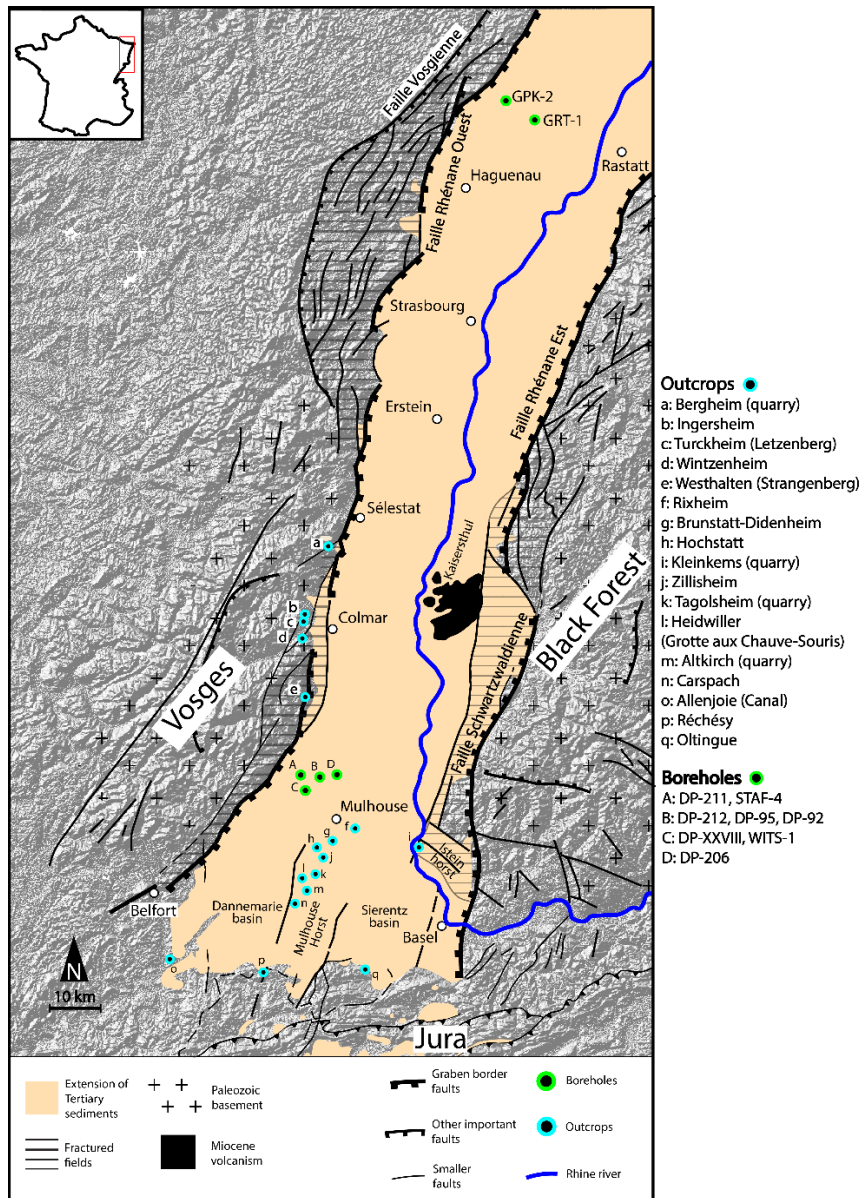 Faille Vosgienne
GPK-2
GRT-1
Rastatt
Faille Rhénane Ouest
Haguenau
Strasbourg
Faille Rhénane Est
Erstein
Sélestat
a
Kaisersthul
b
c
d
Colmar
Black Forest
Vosges
e
Faille Schwartzwaldienne
A
B
D
C
Mulhouse
f
g
h
i
j
Istein
horst
l
k
m
n
Belfort
Dannemarie
basin
Mulhouse
Horst
Sierentz
basin
Basel
N
10 km
o
p
q
Jura
Outcrops
a: Bergheim (quarry)
b: Ingersheim
c: Turckheim (Letzenberg)
d: Wintzenheim
e: Westhalten (Strangenberg)
f: Rixheim
g: Brunstatt-Didenheim
h: Hochstatt
i: Kleinkems (quarry)
j: Zillisheim
k: Tagolsheim (quarry)
l: Heidwiller
(Grotte aux Chauve-Souris)
m: Altkirch (quarry)
n: Carspach
o: Allenjoie (Canal)
p: Réchésy
q: Oltingue
Boreholes
A: DP-211, STAF-4
B: DP-212, DP-95, DP-92
C: DP-XXVIII, WITS-1
D: DP-206
Extension of
Tertiary
sediments
Fractured
fields
Paleozoic
basement
Miocene
volcanism
Graben border
faults
Other important
faults
Smaller
faults
Boreholes
Outcrops
Rhine river